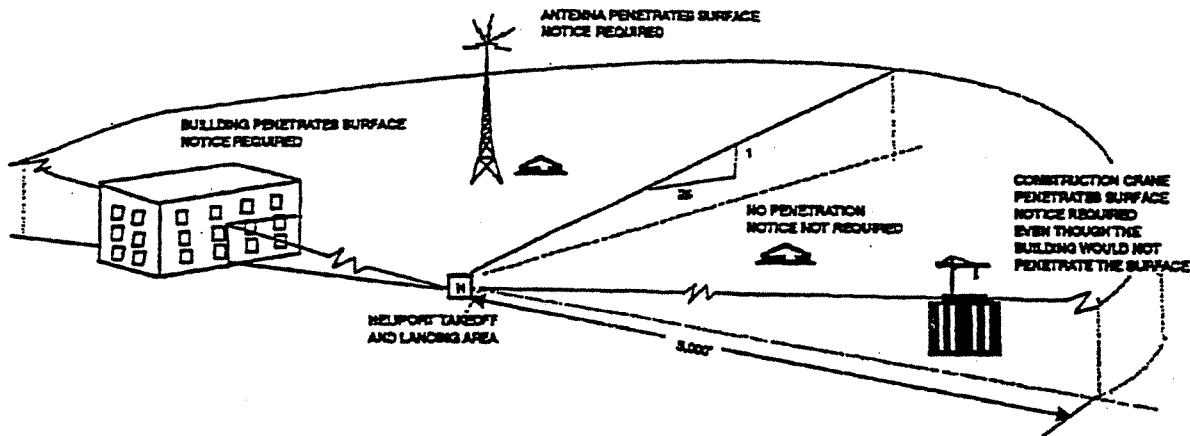 ANTENNA PENETRATES SURFACE
NOTICE REQUIRED
BUILLDING PENETRATES SURFACE
NOTICE REQUIRED
1
25
CONSTRUCTION CRANE
PENETRATES SURFACE
NOTICE REQUIRED
EVEN THOUGH THE
BUILDING WOULD NOT
PENETRATE THE SURFACE
NO PENETRATION
NOTICE NOT REQUIRED
H
HELIPORT TAKEOFF
AND LANDING AREA
5,000'